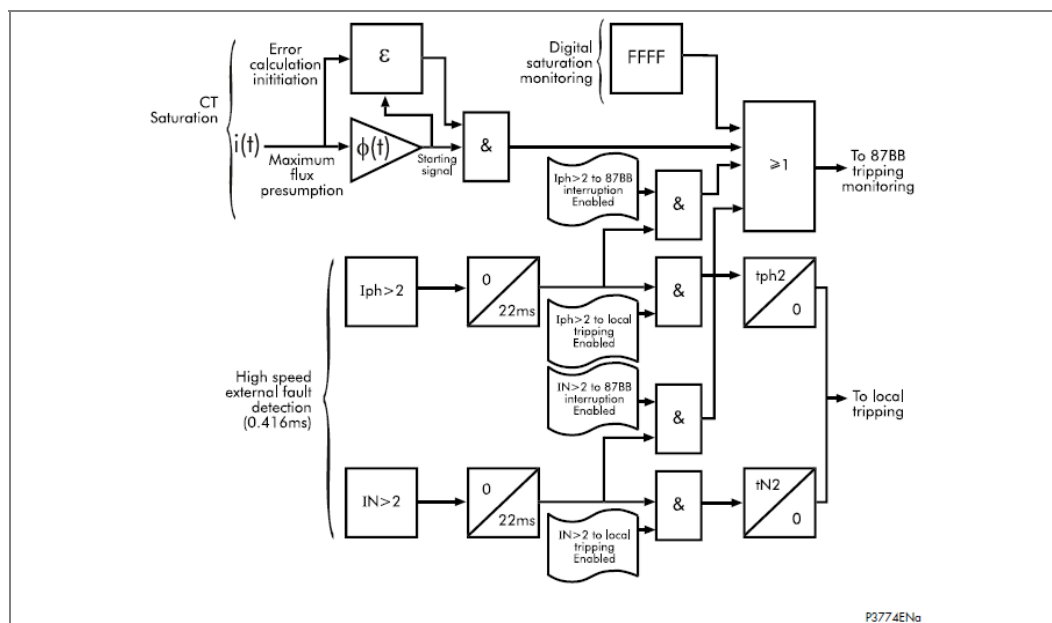 Error
calculation
inititiation
ε
Digital
saturation
monitoring
FFFF
CT
Saturation
i(t)
Maximum
flux
presumption
ϕ(t)
Starting
signal
&
≥1
To 87BB
tripping
monitoring
Iph>2 to 87BB
interruption
Enabled
&
Iph>2
0
22ms
&
tph2
0
Iph>2 to local
tripping
Enabled
High speed
external fault
detection
(0.416ms)
IN>2 to 87BB
interruption
Enabled
&
To local
tripping
IN>2
0
22ms
&
tN2
0
IN>2 to local
tripping
Enabled
P3774ENa